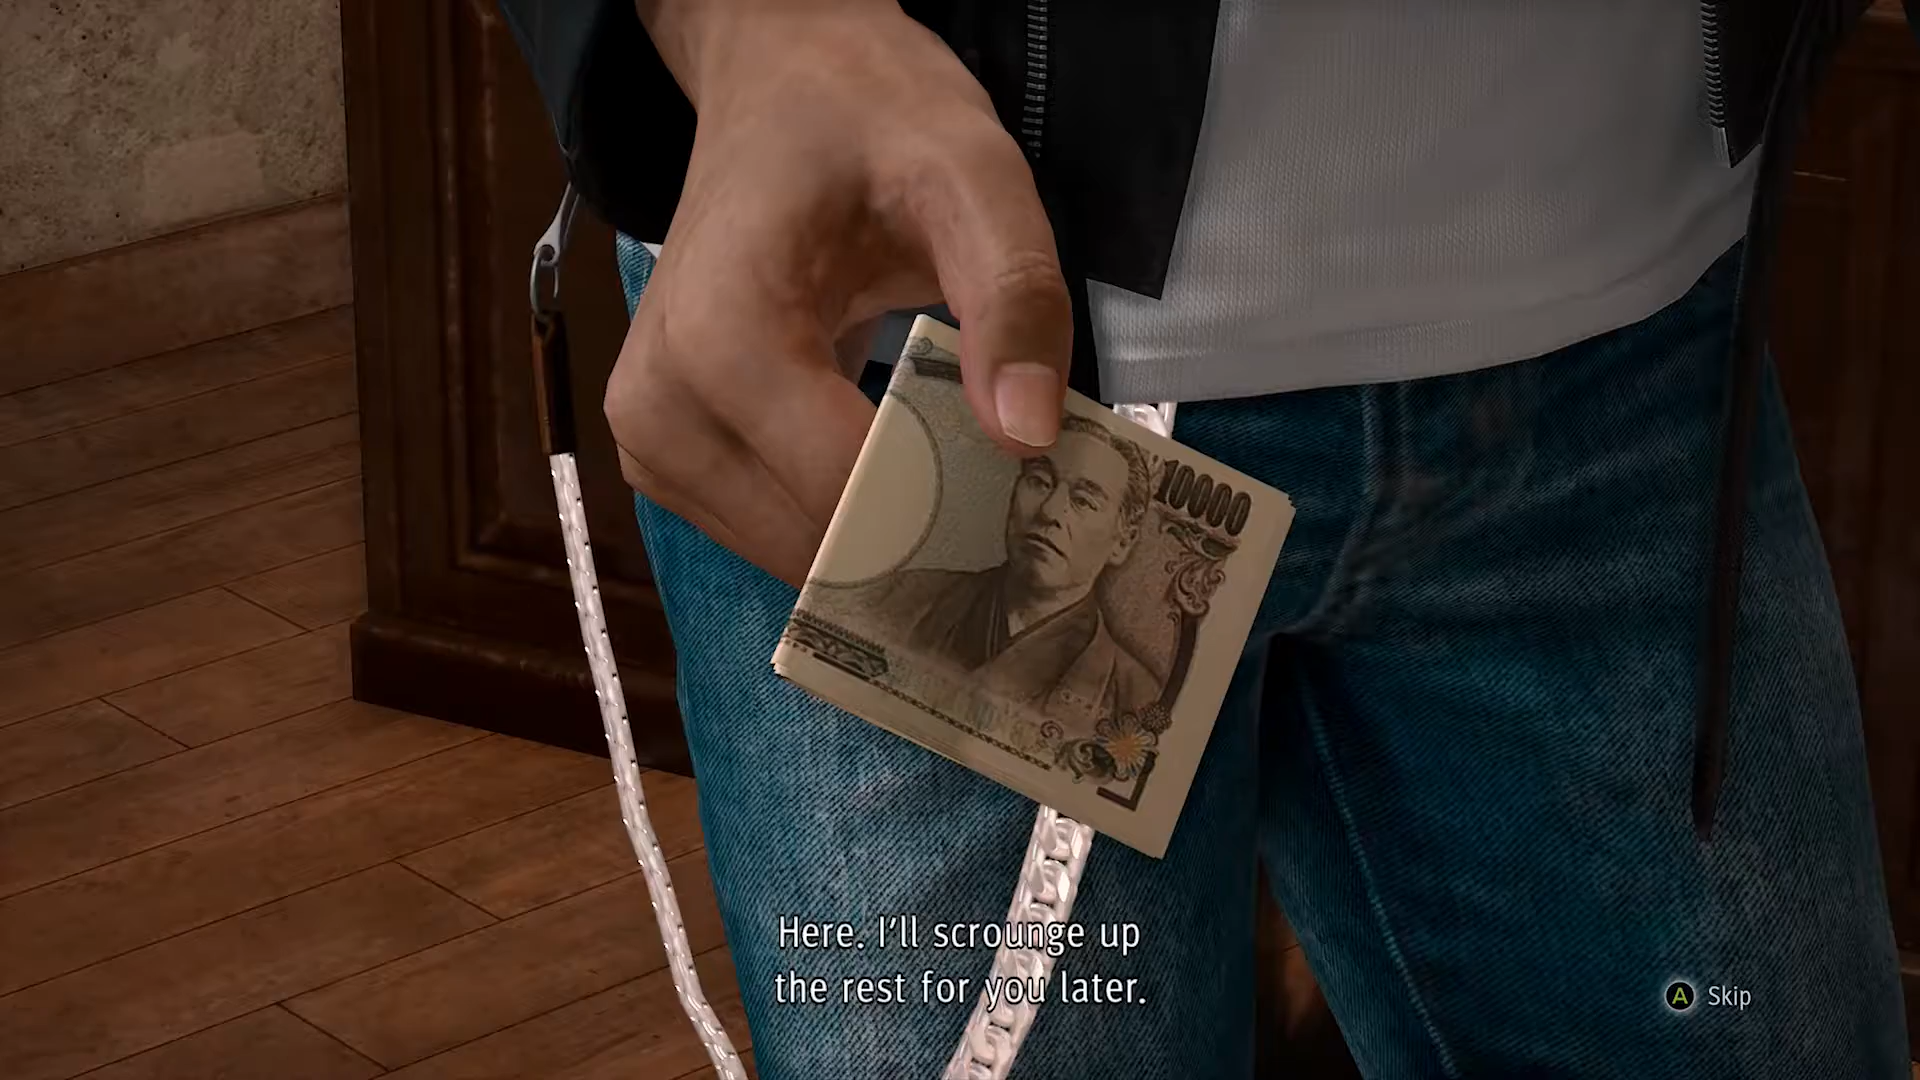 10000
Here. I'll scrounge up
the rest for you later.
A Skip